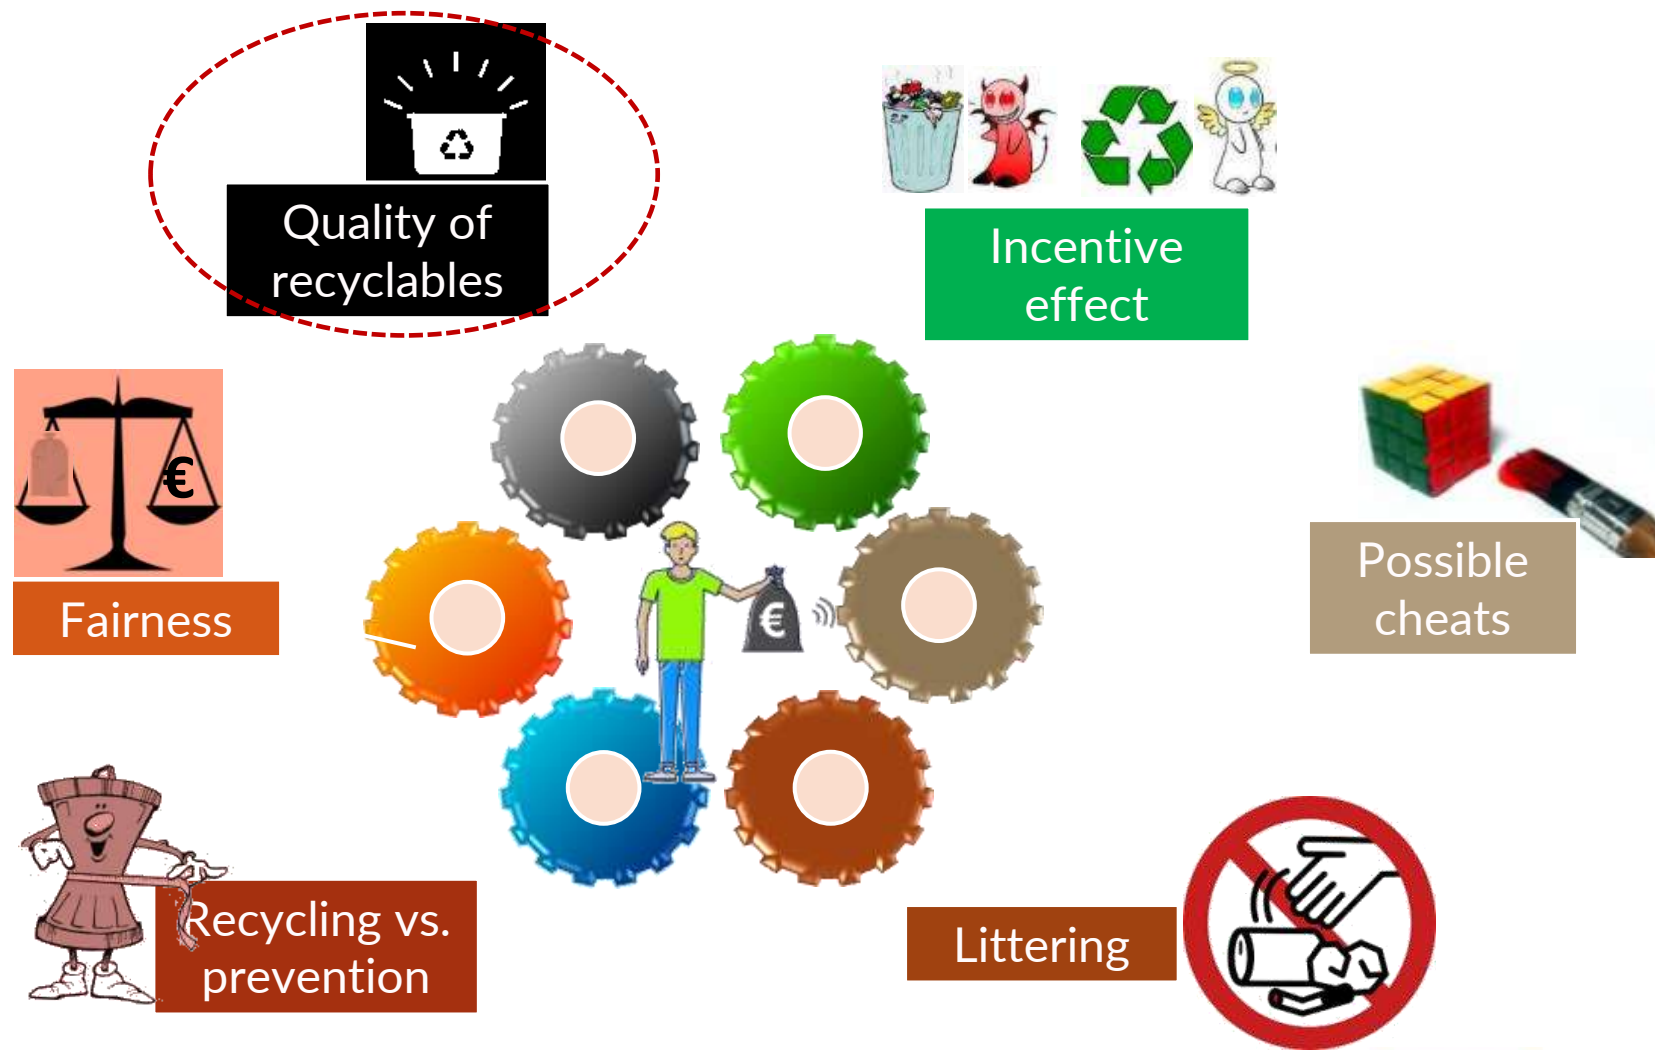 Quality of
recyclables
Incentive
effect
€
Fairness
Possible
cheats
€
Recycling vs.
prevention
Littering